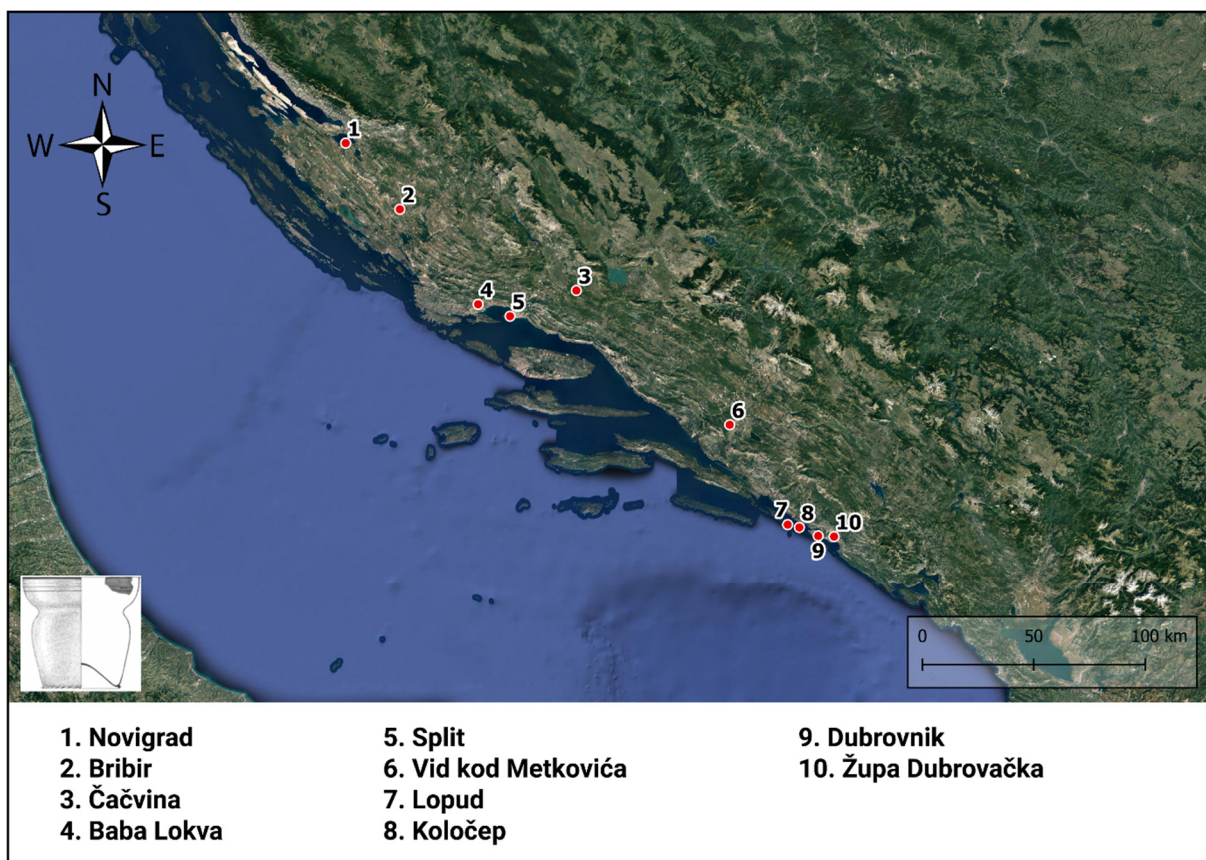 N
W E
S
1
2
3
4
5
6
7
8
10
9
0 50 100 km
1. Novigrad
2. Bribir
3. Čačvina
4. Baba Lokva
5. Split
6. Vid kod Metkovića
7. Lopud
8. Koločep
9. Dubrovnik
10. Župa Dubrovačka